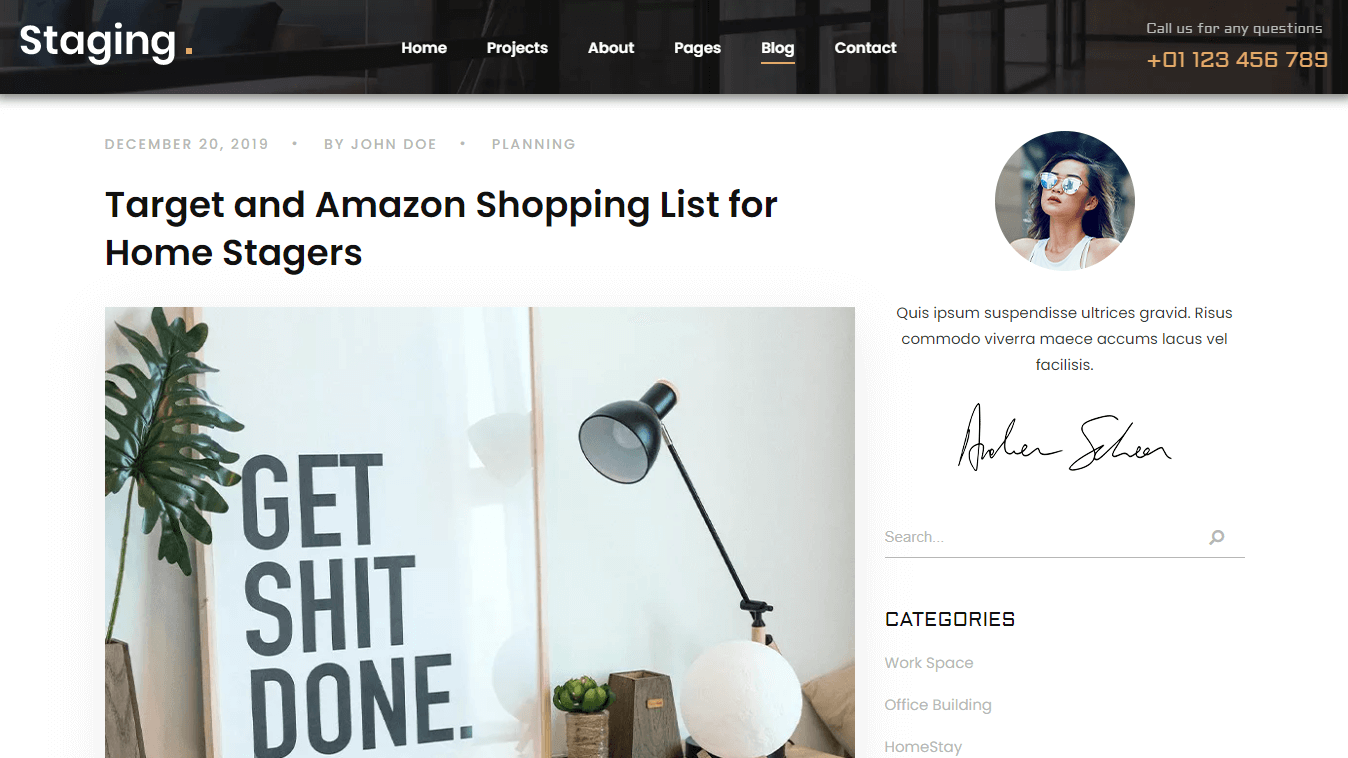 Staging .
Home Projects About Pages Blog Contact
Call us for any questions
+01 123 456 789
DECEMBER 20, 2019 • BY JOHN DOE • PLANNING
Target and Amazon Shopping List for
Home Stagers
GET
SHIT
DONE.
Quis ipsum suspendisse ultrices gravid. Risus
commodo viverra maece accums lacus vel
facilisis.
Search...
CATEGORIES
Work Space
Office Building
HomeStay